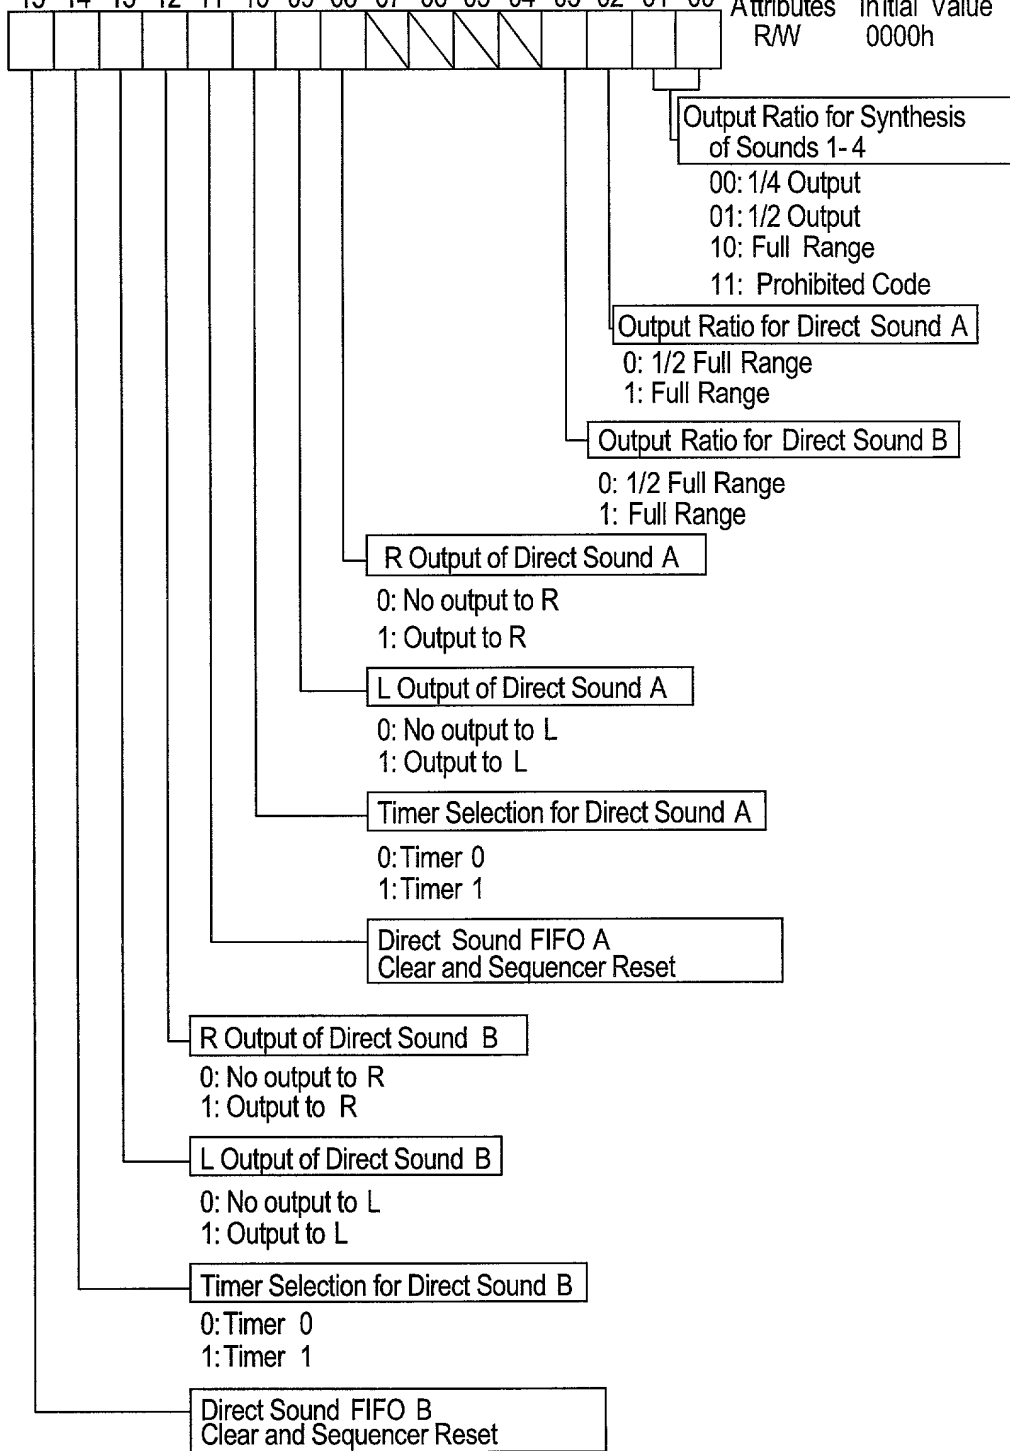 15 14 13 12 11 10 09 08 07 06 05 04 03 02 01 00 Attributes Initial Value
R/W 0000h
Output Ratio for Synthesis
of Sounds 1-4
00: 1/4 Output
01: 1/2 Output
10: Full Range
11: Prohibited Code
Output Ratio for Direct Sound A
0: 1/2 Full Range
1: Full Range
Output Ratio for Direct Sound B
0: 1/2 Full Range
1: Full Range
R Output of Direct Sound A
0: No output to R
1: Output to R
L Output of Direct Sound A
0: No output to L
1: Output to L
Timer Selection for Direct Sound A
0: Timer 0
1: Timer 1
Direct Sound FIFO A
Clear and Sequencer Reset
R Output of Direct Sound B
0: No output to R
1: Output to R
L Output of Direct Sound B
0: No output to L
1: Output to L
Timer Selection for Direct Sound B
0: Timer 0
1: Timer 1
Direct Sound FIFO B
Clear and Sequencer Reset